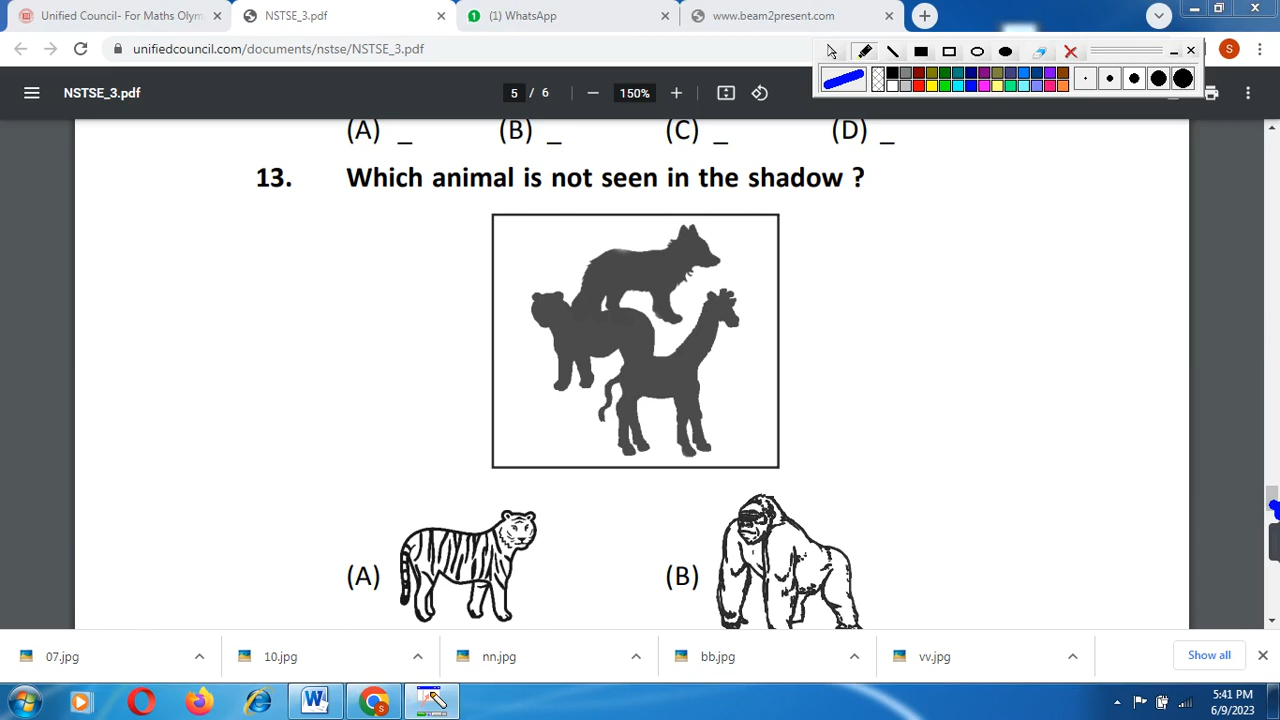 Unified Council- For Maths Olym
NSTSE_3.pdf
(1) WhatsApp
www.beam2present.com
unifiedcouncil.com/documents/nstse/NSTSE_3.pdf
S
NSTSE_3.pdf
5 / 6
150%
(A) _ (B) _ (C) _ (D) _
13. Which animal is not seen in the shadow ?
(A)
(B)
07.jpg
10.jpg
nn.jpg
bb.jpg
vv.jpg
Show all
5:41 PM
6/9/2023